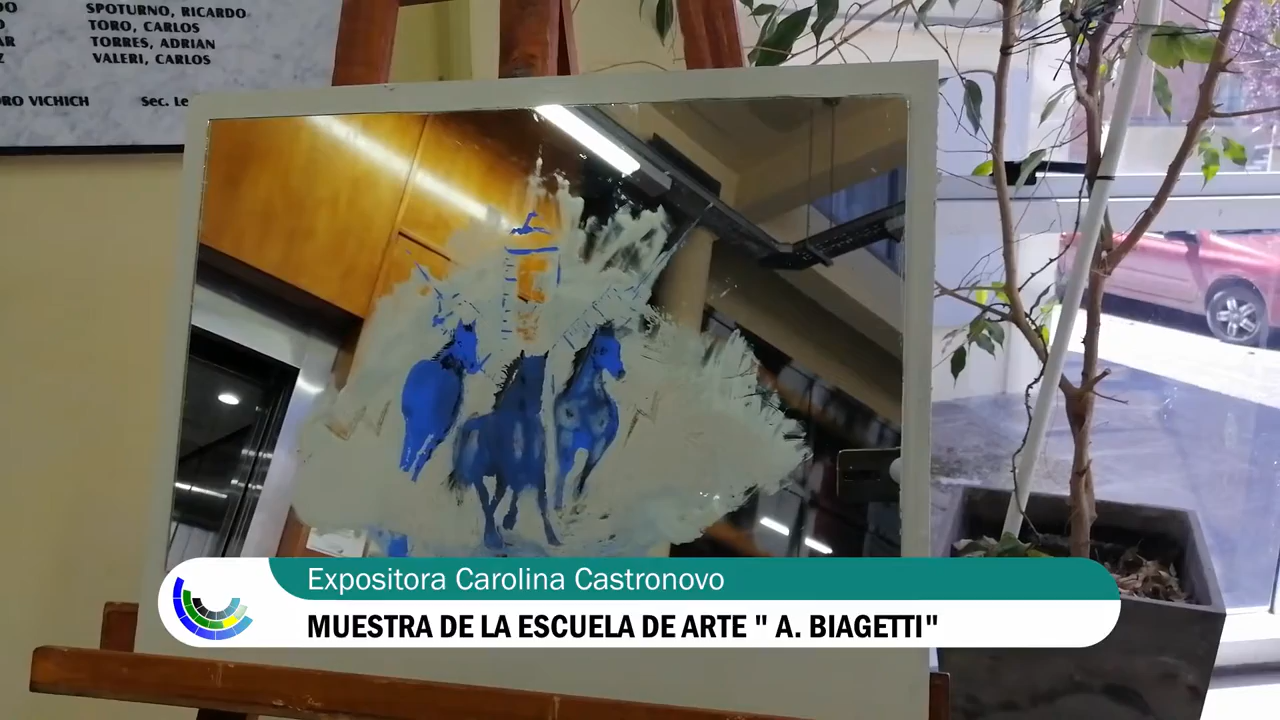 SPOTURNO, RICARDO
TORO, CARLOS
TORRES, ADRIAN
VALERI, CARLOS
VICHICH Sec.
Expositora Carolina Castronovo
MUESTRA DE LA ESCUELA DE ARTE " A. BIAGETTI"